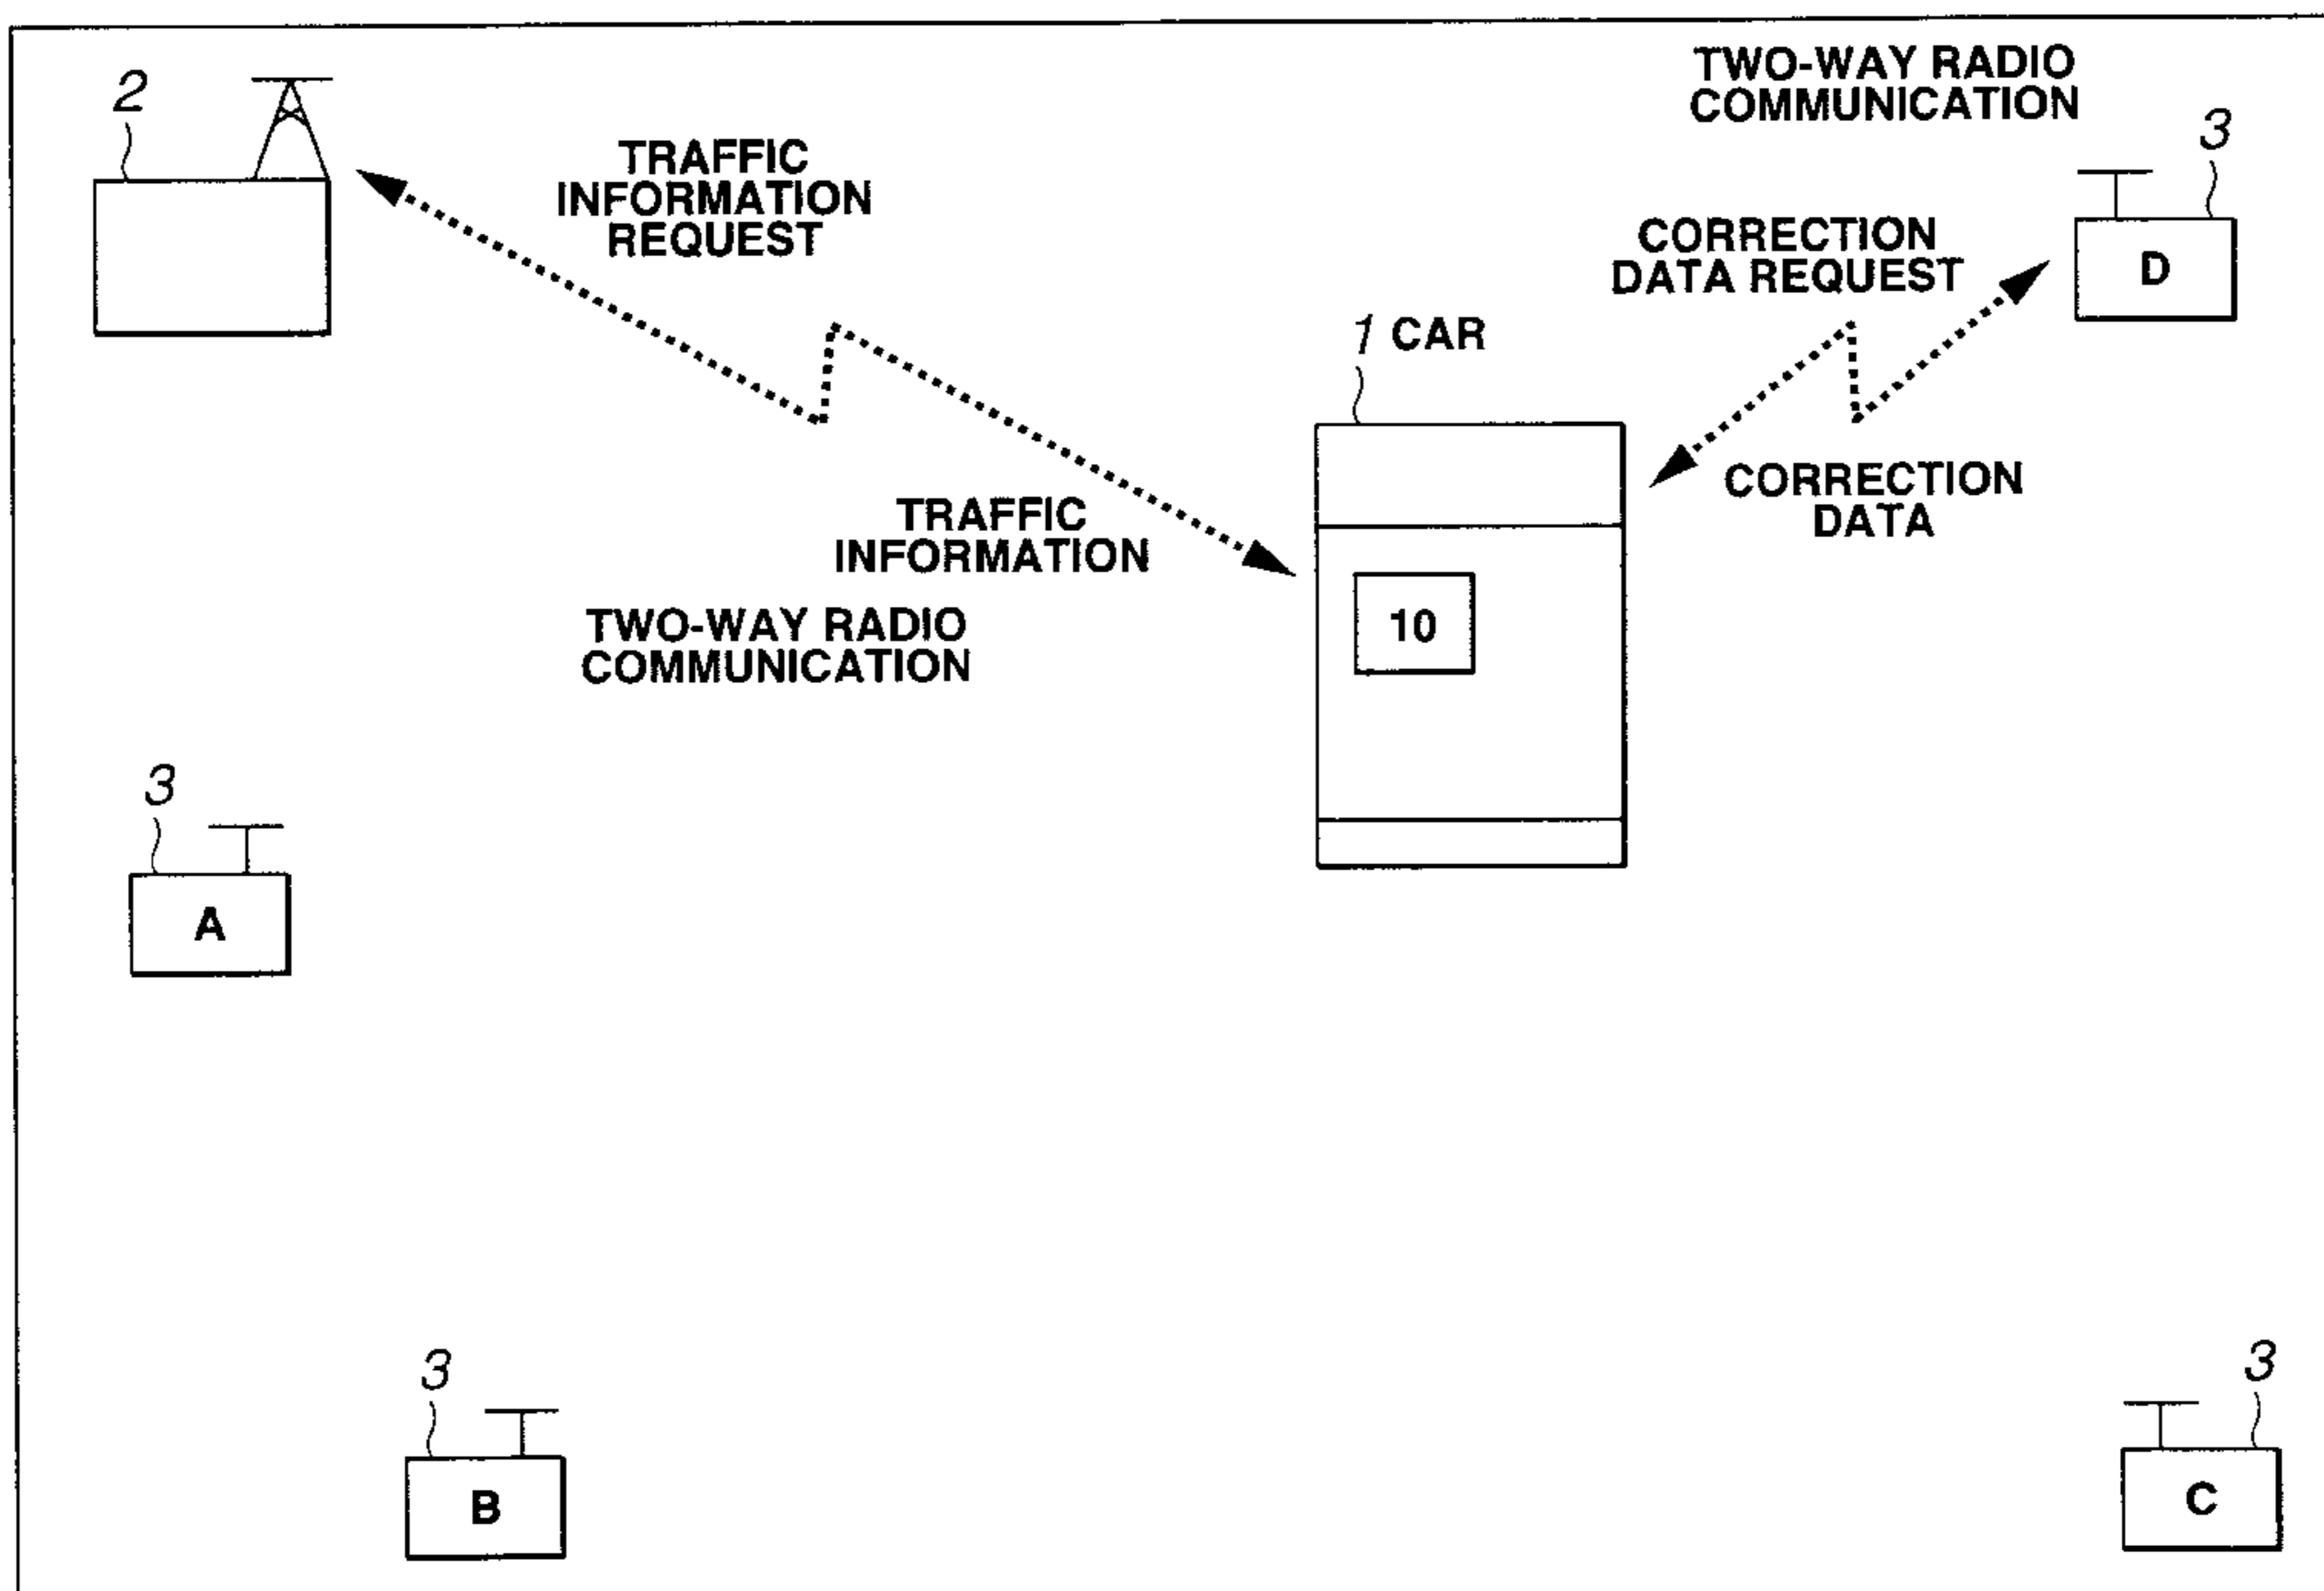 TWO-WAY RADIO
COMMUNICATION
2
3
TRAFFIC
INFORMATION
REQUEST
CORRECTION
DATA REQUEST
D
1 CAR
CORRECTION
DATA
TRAFFIC
INFORMATION
10
TWO-WAY RADIO
COMMUNICATION
3
A
3
B
3
C